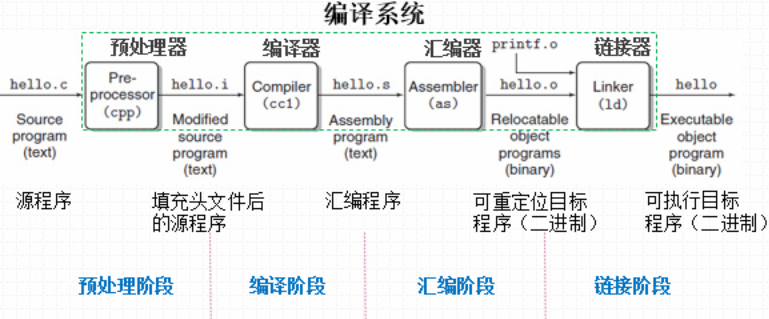 编译系统
预处理器
编译器
汇编器
printf.o
链接器
hello.c
Pre-
processor
(cpp)
hello.i
Compiler
(cc1)
hello.s
Assembler
(as)
hello.o
Linker
(ld)
hello
Source
program
(text)
Modified
source
program
(text)
Assembly
program
(text)
Relocatable
object
programs
(binary)
Executable
object
program
(binary)
源程序
填充头文件后
的源程序
汇编程序
可重定位目标
程序（二进制）
可执行目标
程序（二进制）
预处理阶段
编译阶段
汇编阶段
链接阶段